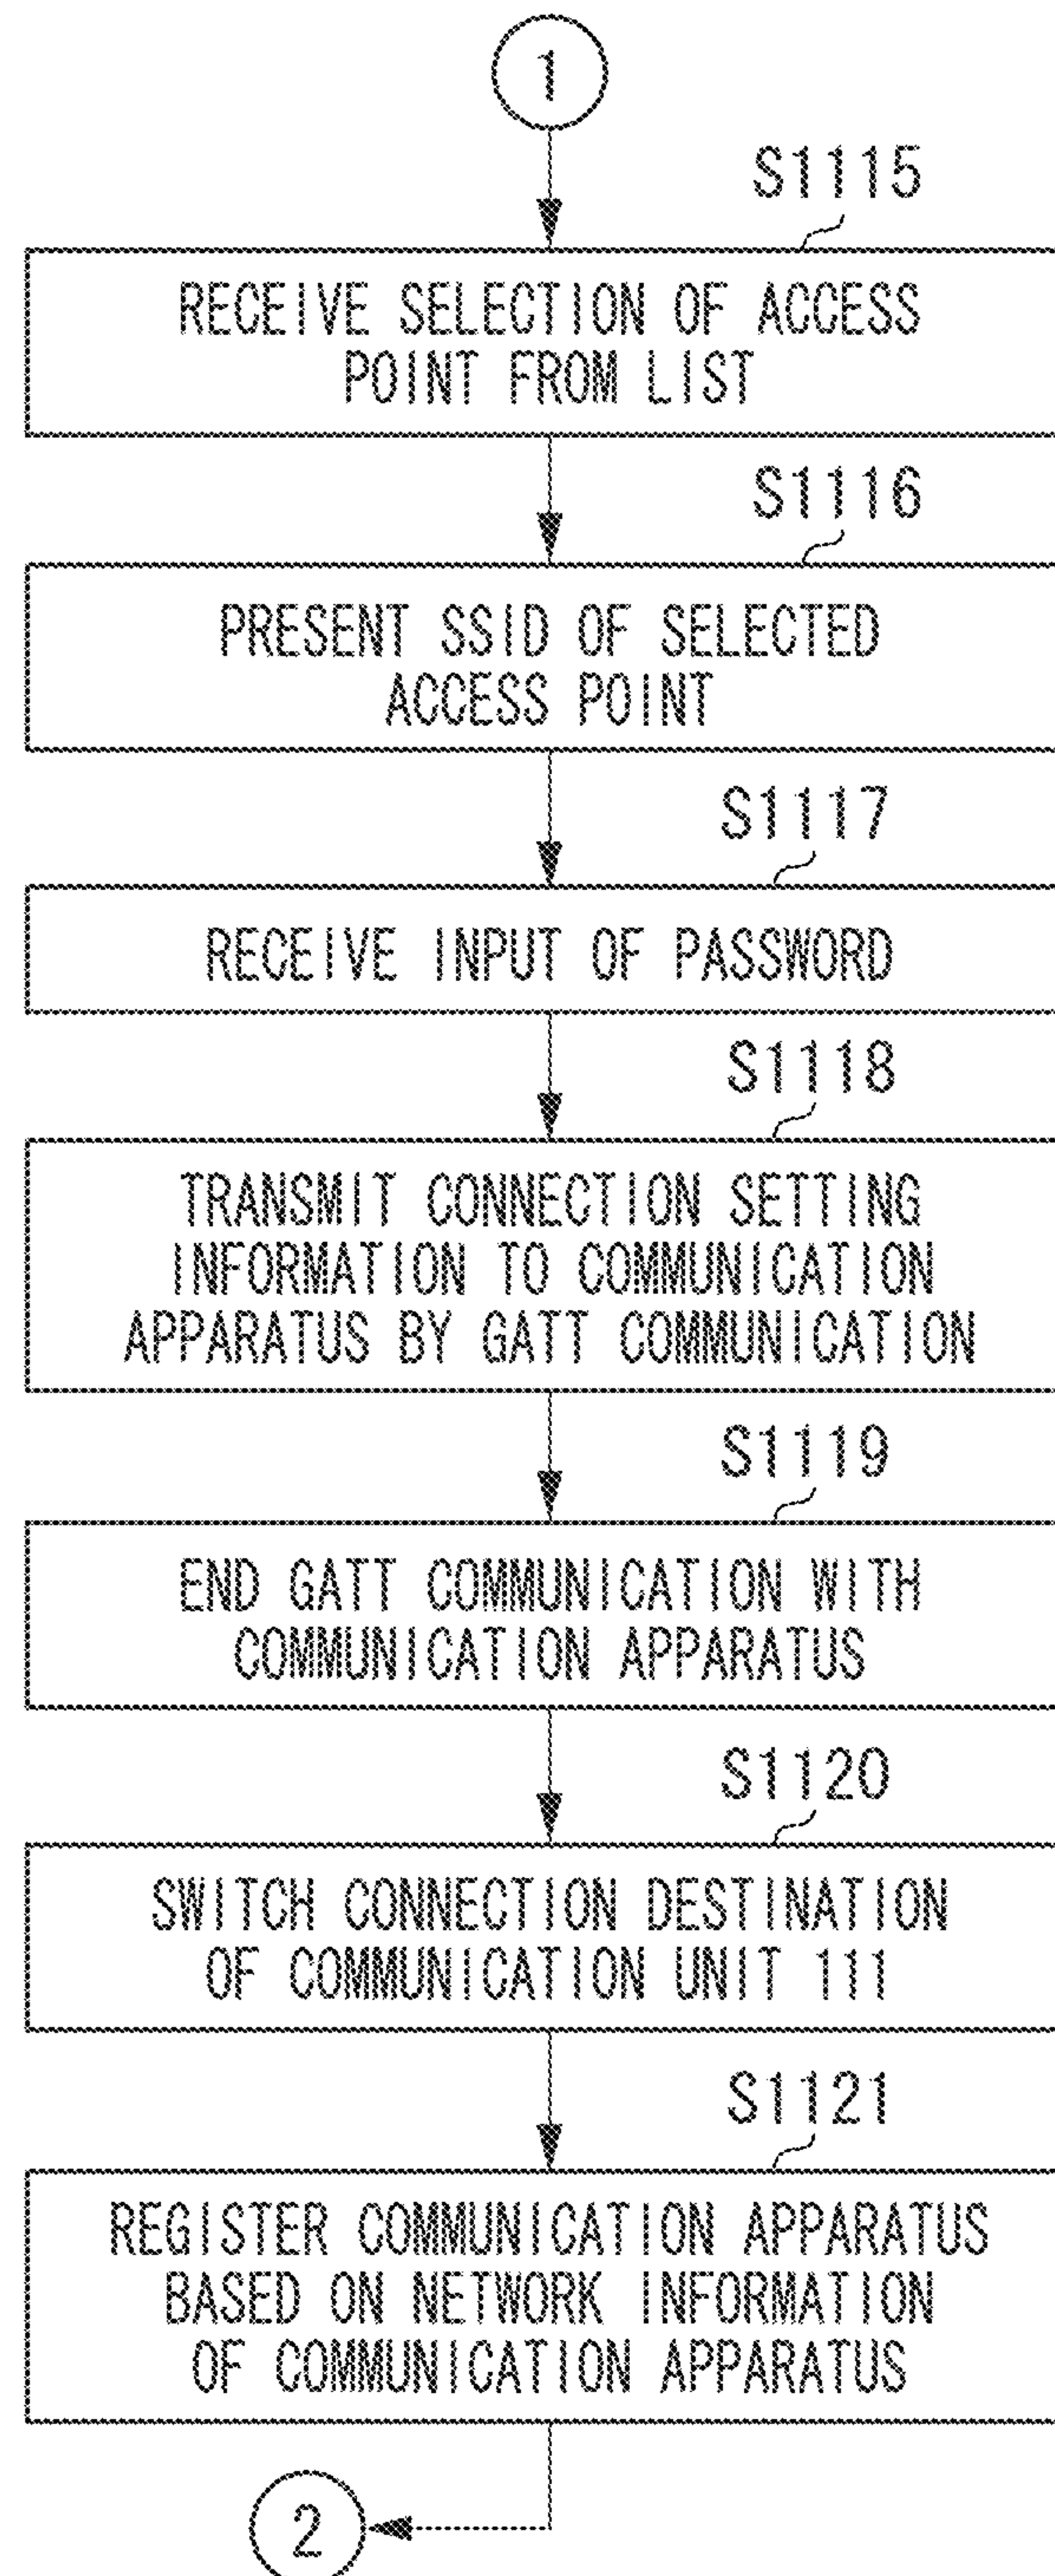 1
S1115
RECEIVE SELECTION OF ACCESS
POINT FROM LIST
S1116
PRESENT SSID OF SELECTED
ACCESS POINT
S1117
RECEIVE INPUT OF PASSWORD
S1118
TRANSMIT CONNECTION SETTING
INFORMATION TO COMMUNICATION
APPARATUS BY GATT COMMUNICATION
S1119
END GATT COMMUNICATION WITH
COMMUNICATION APPARATUS
S1120
SWITCH CONNECTION DESTINATION
OF COMMUNICATION UNIT 111
S1121
REGISTER COMMUNICATION APPARATUS
BASED ON NETWORK INFORMATION
OF COMMUNICATION APPARATUS
2